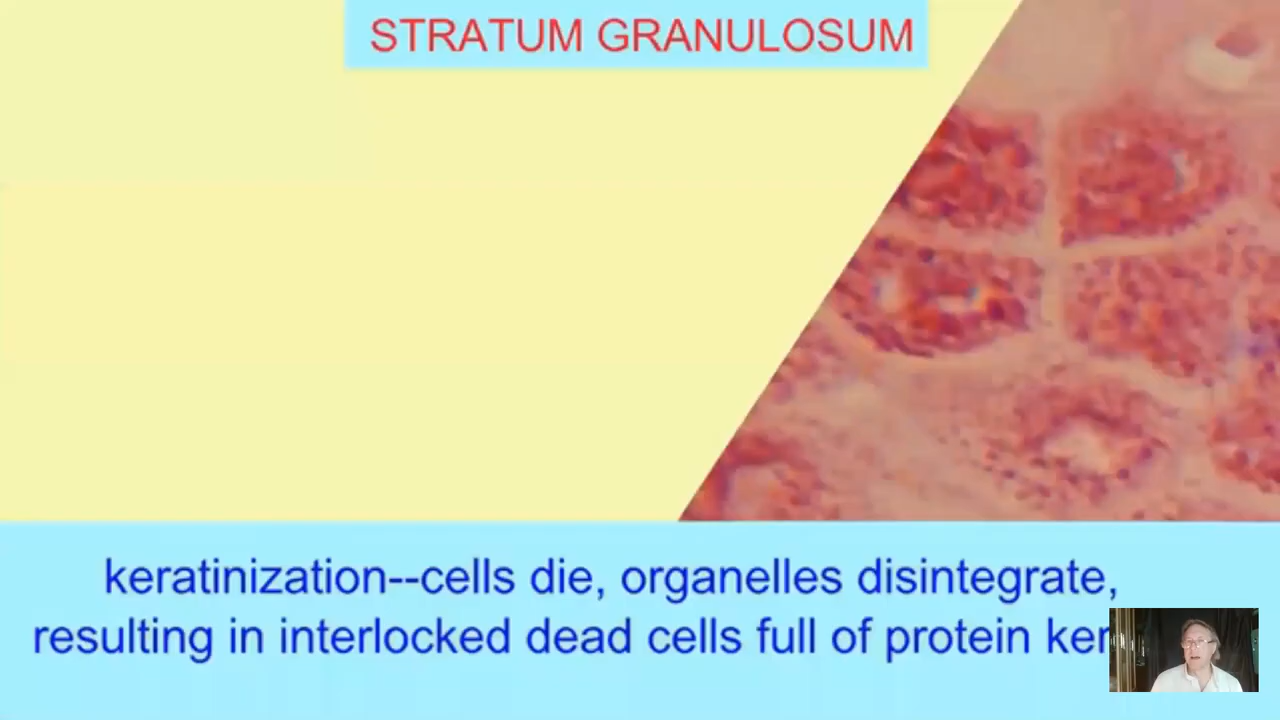 STRATUM GRANULOSUM
keratinization--cells die, organelles disintegrate,
resulting in interlocked dead cells full of protein